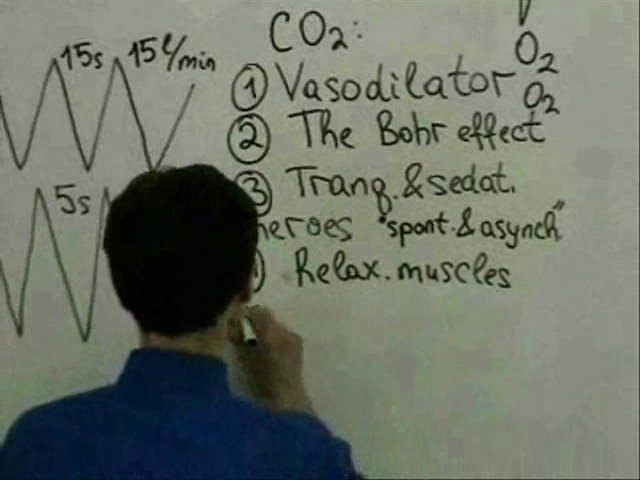 CO2:
15s 15 l/min
O2
① Vasodilator O2
② The Bohr effect
③ Tranq. & sedat.
5s
heroes "spont. & asynch"
Relax. muscles